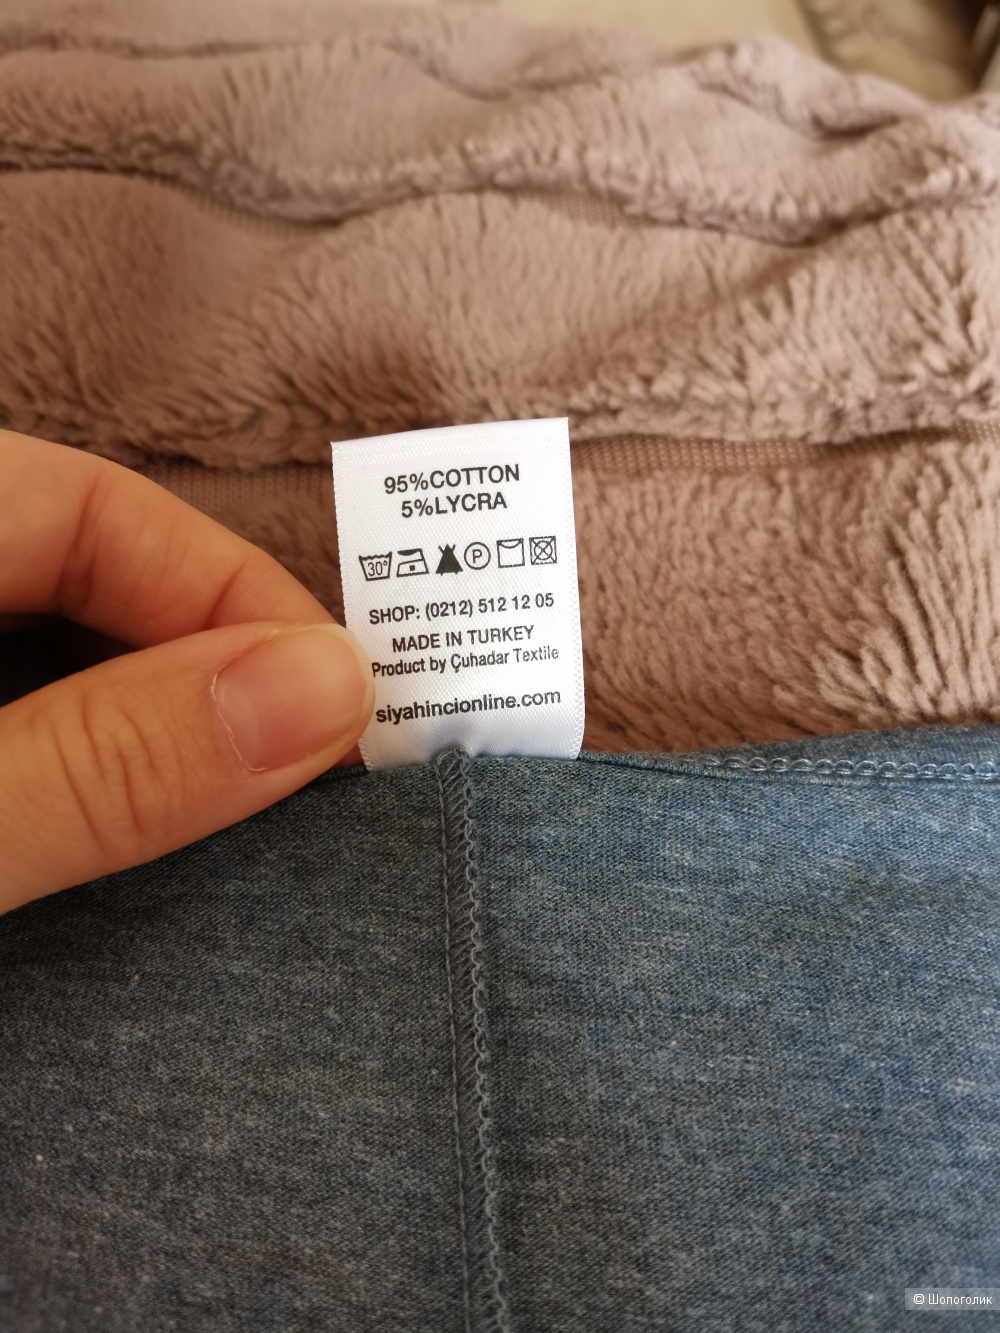 95%COTTON
5%LYCRA
30°
P
SHOP: (0212) 512 12 05
MADE IN TURKEY
Product by Çuhadar Textile
siyahincionline.com
© Шопоголик